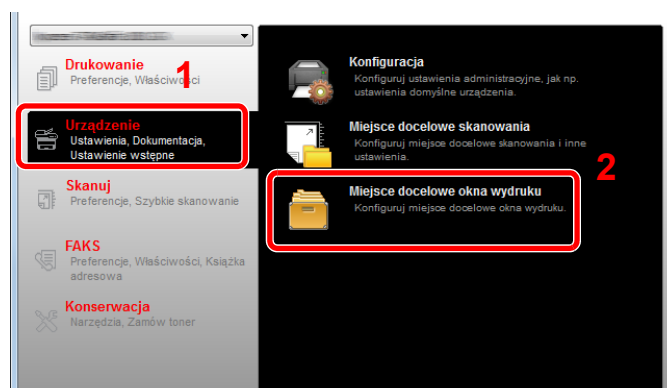 Drukowanie
Preferencje, Właściwości
1
Urządzenie
Ustawienia, Dokumentacja,
Ustawienie wstępne
Skanuj
Preferencje, Szybkie skanowanie
FAKS
Preferencje, Właściwości, Książka
adresowa
Konserwacja
Narzędzia, Zamów toner
Konfiguracja
Konfiguruj ustawienia administracyjne, jak np.
ustawienia domyślne urządzenia.
Miejsce docelowe skanowania
Konfiguruj miejsce docelowe skanowania i inne
ustawienia.
2
Miejsce docelowe okna wydruku
Konfiguruj miejsce docelowe okna wydruku.